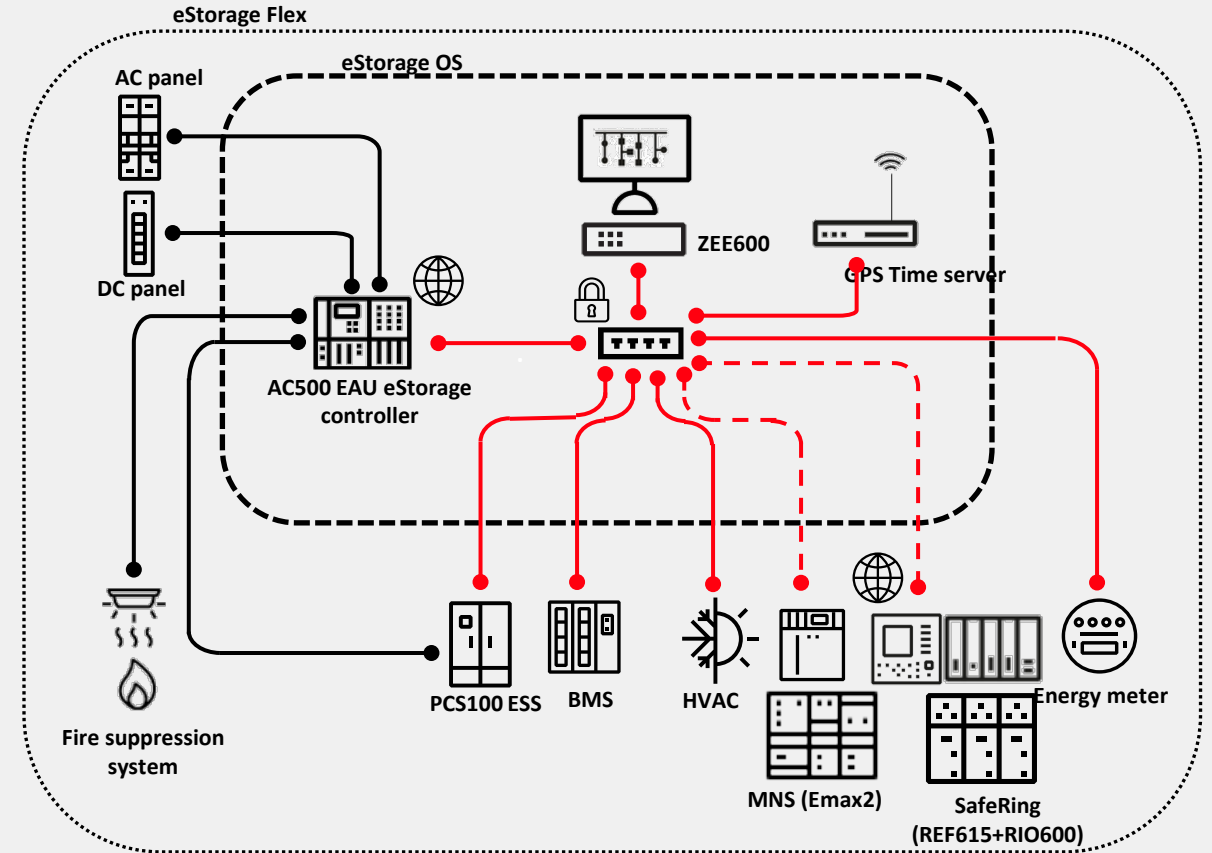 eStorage Flex
eStorage OS
AC panel
DC panel
ZEE600
GPS Time server
AC500 EAU eStorage
controller
PCS100 ESS
BMS
HVAC
Energy meter
Fire suppression
system
MNS (Emax2)
SafeRing
(REF615+RIO600)